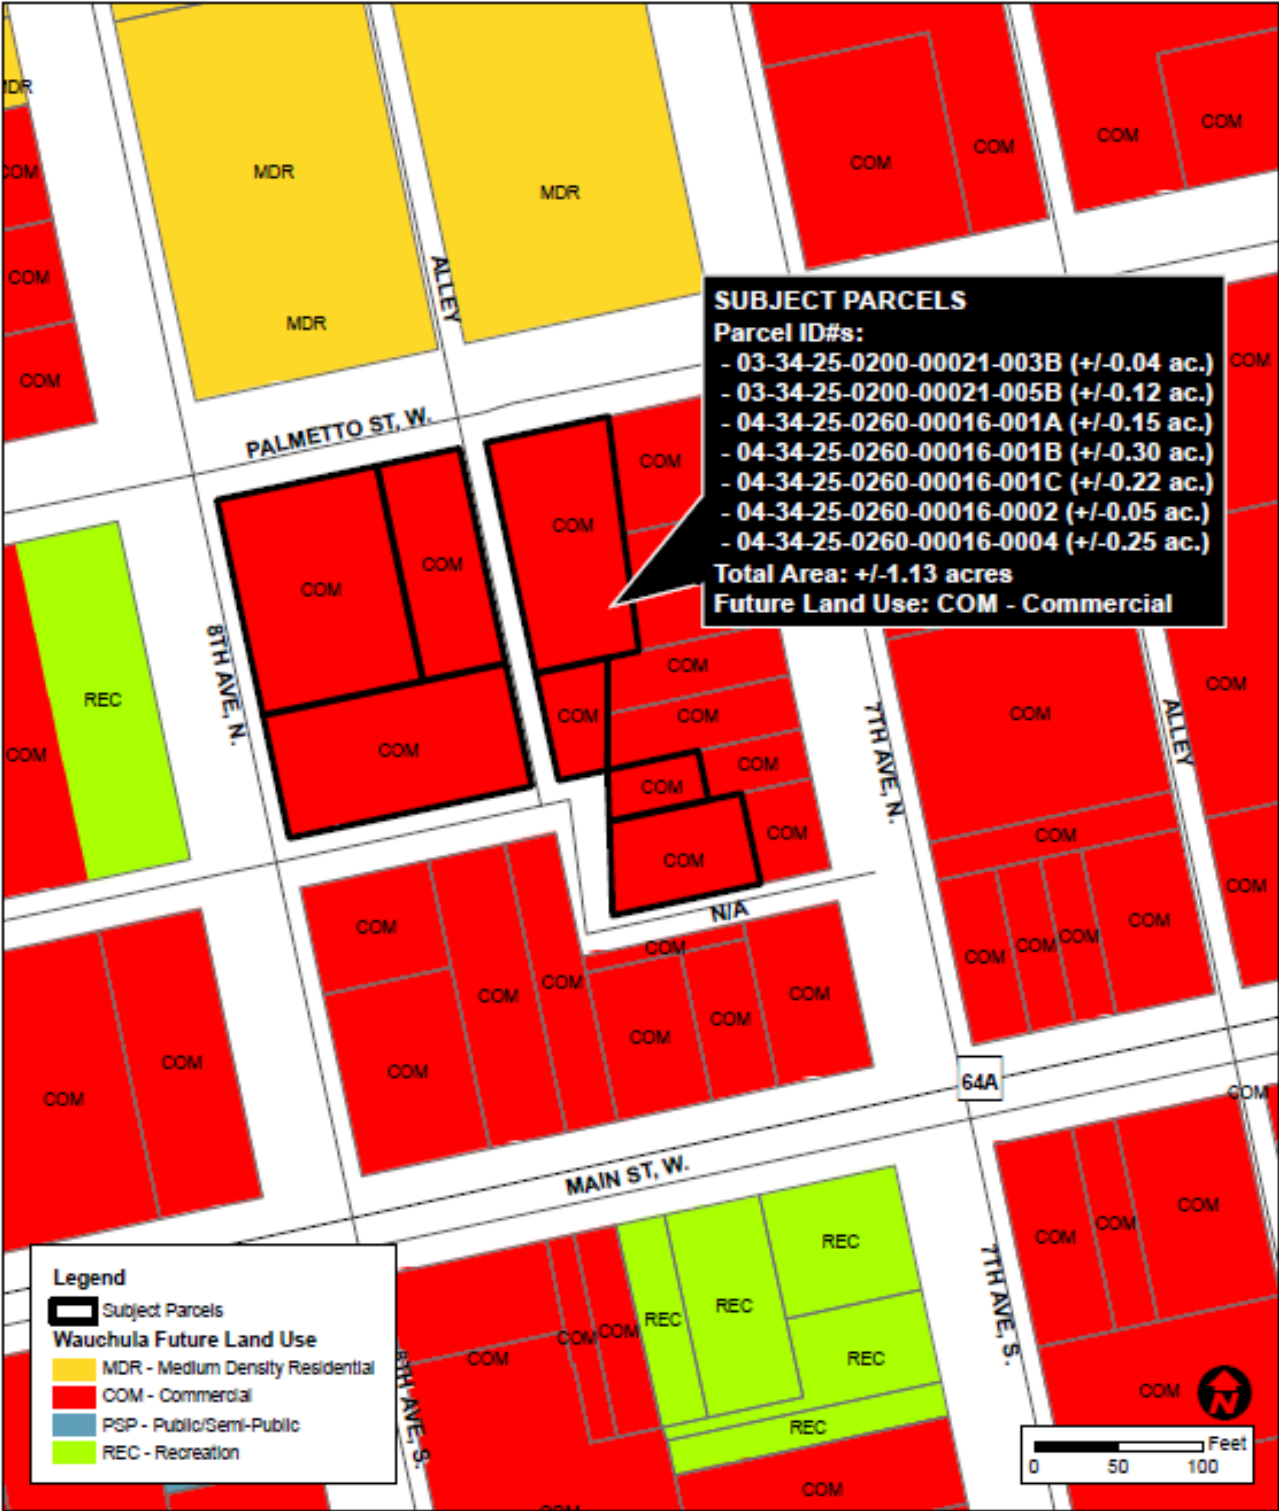 MDR
COM
COM
COM
MDR
MDR
MDR
ALLEY
COM
COM
COM
COM
SUBJECT PARCELS
Parcel ID#s:
- 03-34-25-0200-00021-003B (+/-0.04 ac.)
- 03-34-25-0200-00021-005B (+/-0.12 ac.)
- 04-34-25-0260-00016-001A (+/-0.15 ac.)
- 04-34-25-0260-00016-001B (+/-0.30 ac.)
- 04-34-25-0260-00016-001C (+/-0.22 ac.)
- 04-34-25-0260-00016-0002 (+/-0.05 ac.)
- 04-34-25-0260-00016-0004 (+/-0.25 ac.)
Total Area: +/-1.13 acres
Future Land Use: COM - Commercial
COM
PALMETTO ST, W.
COM
COM
COM
COM
REC
COM
8TH AVE, N.
COM
COM
COM
COM
COM
COM
COM
COM
7TH AVE, N.
COM
ALLEY
COM
COM
COM
COM
COM
COM
COM
N/A
COM
COM
COM
COM
COM
COM
COM
COM
COM
COM
COM
64A
COM
MAIN ST, W.
COM
COM
COM
COM
7TH AVE, S.
REC
REC
REC
REC
REC
COM
COM
COM
8TH AVE, S.
COM
COM
Legend
Subject Parcels
Wauchula Future Land Use
MDR - Medium Density Residential
COM - Commercial
PSP - Public/Semi-Public
REC - Recreation
N
Feet
0 50 100